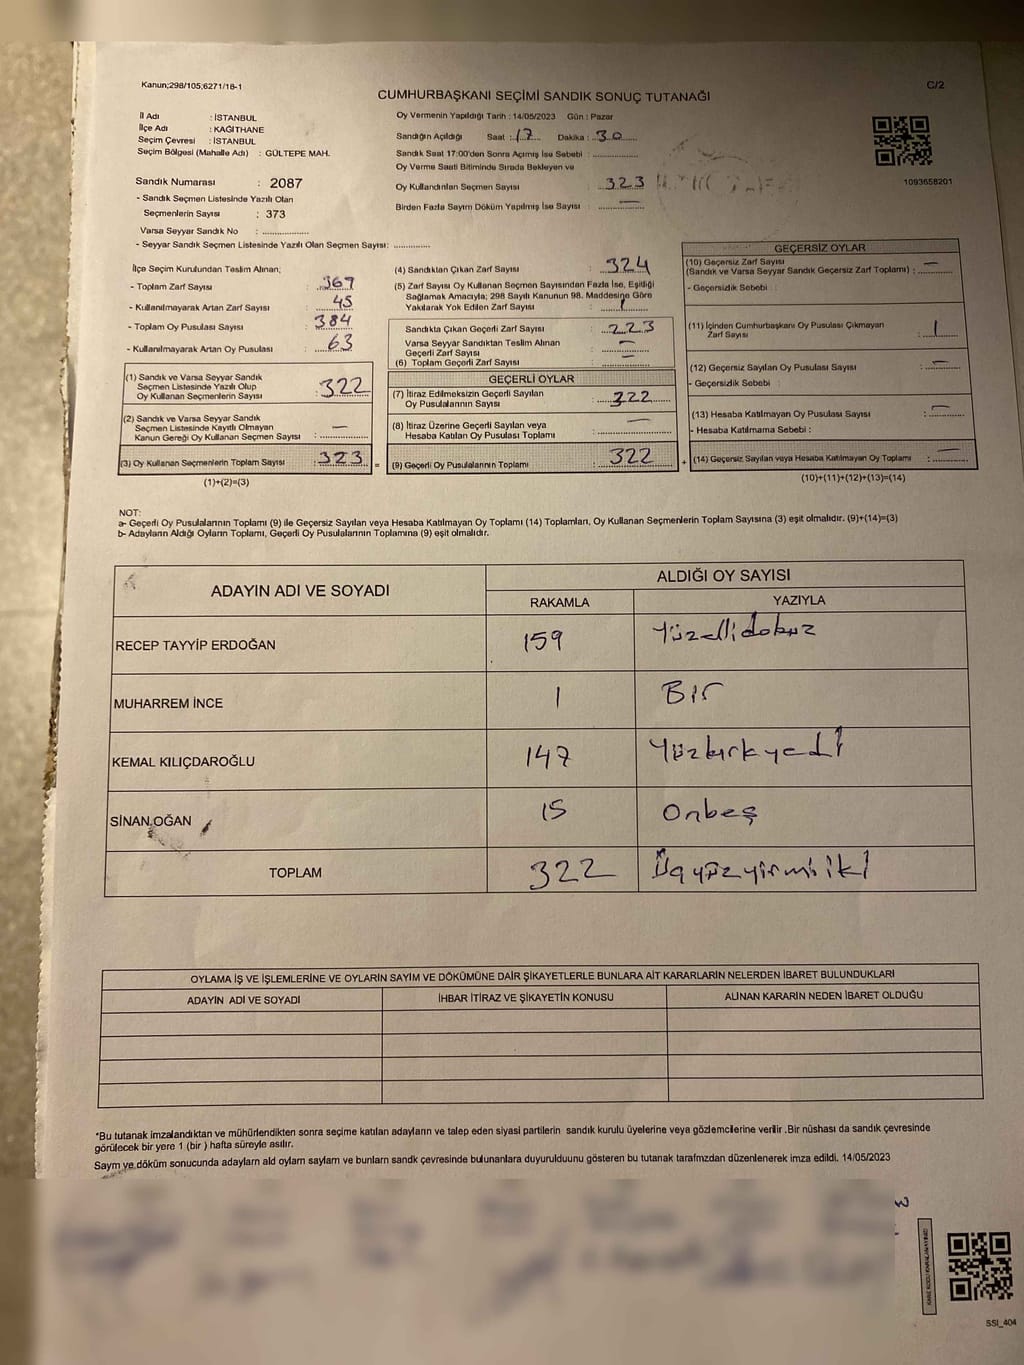 Kanun;298/105;6271/18-1
C/2
CUMHURBAŞKANI SEÇİMİ SANDIK SONUÇ TUTANAĞI
İl Adı : İSTANBUL
İlçe Adı : KAĞITHANE
Seçim Çevresi : İSTANBUL
Seçim Bölgesi (Mahalle Adı) : GÜLTEPE MAH.
Sandık Numarası : 2087
- Sandık Seçmen Listesinde Yazılı Olan
Seçmenlerin Sayısı : 373
Varsa Seyyar Sandık No : ..............
- Seyyar Sandık Seçmen Listesinde Yazılı Olan Seçmen Sayısı: ...........
Oy Vermenin Yapıldığı Tarih : 14/05/2023 Gün : Pazar
Sandığın Açıldığı Saat : 17 Dakika : 30
Sandık Saat 17:00'den Sonra Açımış İse Sebebi : ..............
Oy Verme Saati Bitiminde Sırada Bekleyen ve
Oy Kullandırılan Seçmen Sayısı : 323
Birden Fazla Sayım Döküm Yapılmış İse Sayısı : —
1093658201
İlçe Seçim Kurulundan Teslim Alınan;
- Toplam Zarf Sayısı : 369
- Kullanılmayarak Artan Zarf Sayısı : 45
- Toplam Oy Pusulası Sayısı : 384
- Kullanılmayarak Artan Oy Pusulası : 63
(1) Sandık ve Varsa Seyyar Sandık
Seçmen Listesinde Yazılı Olup
Oy Kullanan Seçmenlerin Sayısı : 322
(2) Sandık ve Varsa Seyyar Sandık
Seçmen Listesinde Kayıtlı Olmayan
Kanun Gereği Oy Kullanan Seçmen Sayısı : —
(3) Oy Kullanan Seçmenlerin Toplam Sayısı : 323
(1)+(2)=(3)
(4) Sandıktan Çıkan Zarf Sayısı : 324
(5) Zarf Sayısı Oy Kullanan Seçmen Sayısından Fazla İse, Eşitliği
Sağlamak Amacıyla; 298 Sayılı Kanunun 98. Maddesine Göre
Yakılarak Yok Edilen Zarf Sayısı : 1
Sandıkta Çıkan Geçerli Zarf Sayısı : 223
Varsa Seyyar Sandıktan Teslim Alınan
Geçerli Zarf Sayısı : —
(6) Toplam Geçerli Zarf Sayısı : —
GEÇERLİ OYLAR
(7) İtiraz Edilmeksizin Geçerli Sayılan
Oy Pusulalarının Sayısı : 322
(8) İtiraz Üzerine Geçerli Sayılan veya
Hesaba Katılan Oy Pusulası Toplamı : —
= (9) Geçerli Oy Pusulalarının Toplamı : 322 +
GEÇERSİZ OYLAR
(10) Geçersiz Zarf Sayısı
(Sandık ve Varsa Seyyar Sandık Geçersiz Zarf Toplamı) : —
- Geçersizlik Sebebi :
(11) İçinden Cumhurbaşkanı Oy Pusulası Çıkmayan
Zarf Sayısı : 1
(12) Geçersiz Sayılan Oy Pusulası Sayısı : —
- Geçersizlik Sebebi :
(13) Hesaba Katılmayan Oy Pusulası Sayısı : —
- Hesaba Katılmama Sebebi :
(14) Geçersiz Sayılan veya Hesaba Katılmayan Oy Toplamı : —
(10)+(11)+(12)+(13)=(14)
NOT:
a- Geçerli Oy Pusulalarının Toplamı (9) ile Geçersiz Sayılan veya Hesaba Katılmayan Oy Toplamı (14) Toplamları, Oy Kullanan Seçmenlerin Toplam Sayısına (3) eşit olmalıdır. (9)+(14)=(3)
b- Adayların Aldığı Oyların Toplamı, Geçerli Oy Pusulalarının Toplamına (9) eşit olmalıdır.
ADAYIN ADI VE SOYADI
ALDIĞI OY SAYISI
RAKAMLA YAZIYLA
RECEP TAYYİP ERDOĞAN 159 Yüzellidokuz
MUHARREM İNCE 1 Bir
KEMAL KILIÇDAROĞLU 147 Yüzkırkyedi
SİNAN OĞAN 15 Onbeş
TOPLAM 322 Üçyüzyirmiiki
OYLAMA İŞ VE İŞLEMLERİNE VE OYLARIN SAYIM VE DÖKÜMÜNE DAİR ŞİKAYETLERLE BUNLARA AİT KARARLARIN NELERDEN İBARET BULUNDUKLARI
ADAYIN ADI VE SOYADI İHBAR İTİRAZ VE ŞİKAYETİN KONUSU ALINAN KARARIN NEDEN İBARET OLDUĞU
*Bu tutanak imzalandıktan ve mühürlendikten sonra seçime katılan adayların ve talep eden siyasi partilerin sandık kurulu üyelerine veya gözlemcilerine verilir .Bir nüshası da sandık çevresinde
görülecek bir yere 1 (bir ) hafta süreyle asılır.
Sayım ve döküm sonucunda adayların ald oyların sayları ve bunların sandk çevresinde bulunanlara duyurulduunu gösteren bu tutanak tarafmzdan düzenlenerek imza edildi. 14/05/2023
SSI_404